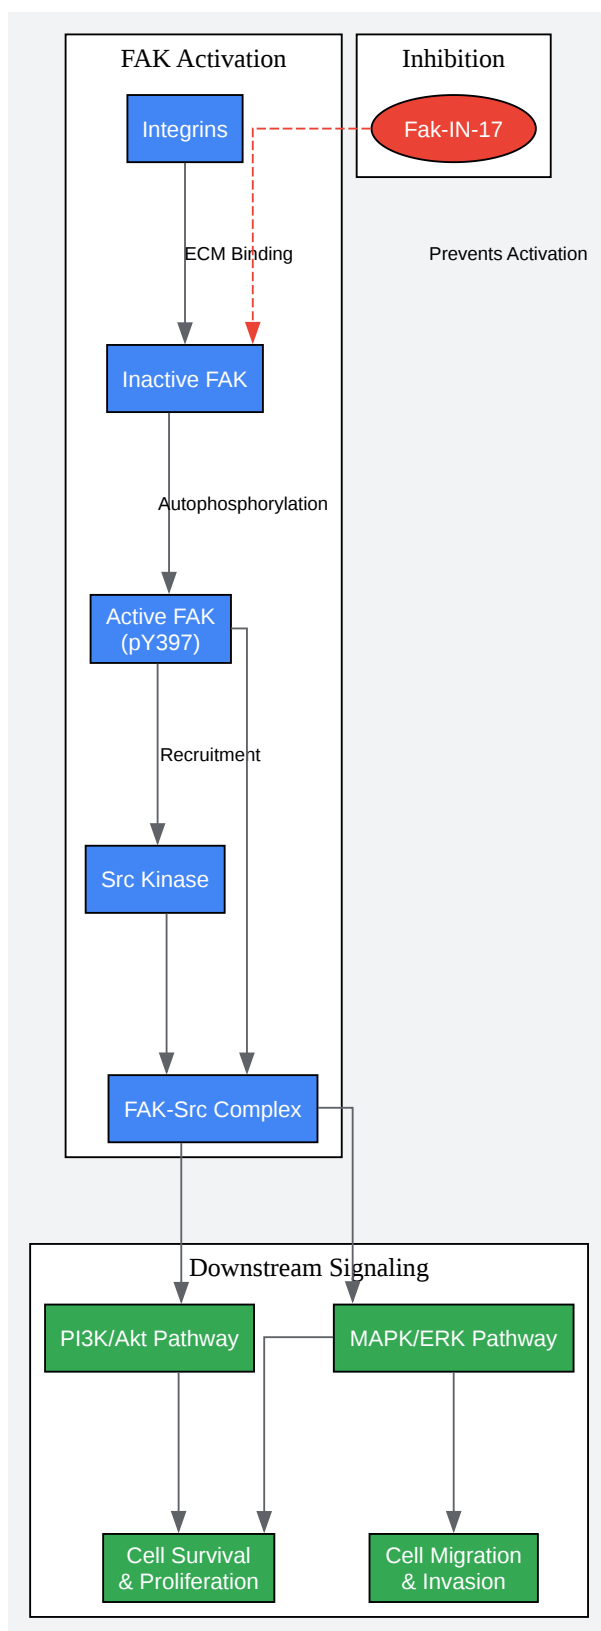 FAK Activation
Inhibition
Integrins
Fak-IN-17
ECM Binding
Prevents Activation
Inactive FAK
Autophosphorylation
Active FAK
(pY397)
Recruitment
Src Kinase
FAK-Src Complex
Downstream Signaling
PI3K/Akt Pathway
MAPK/ERK Pathway
Cell Survival
& Proliferation
Cell Migration
& Invasion